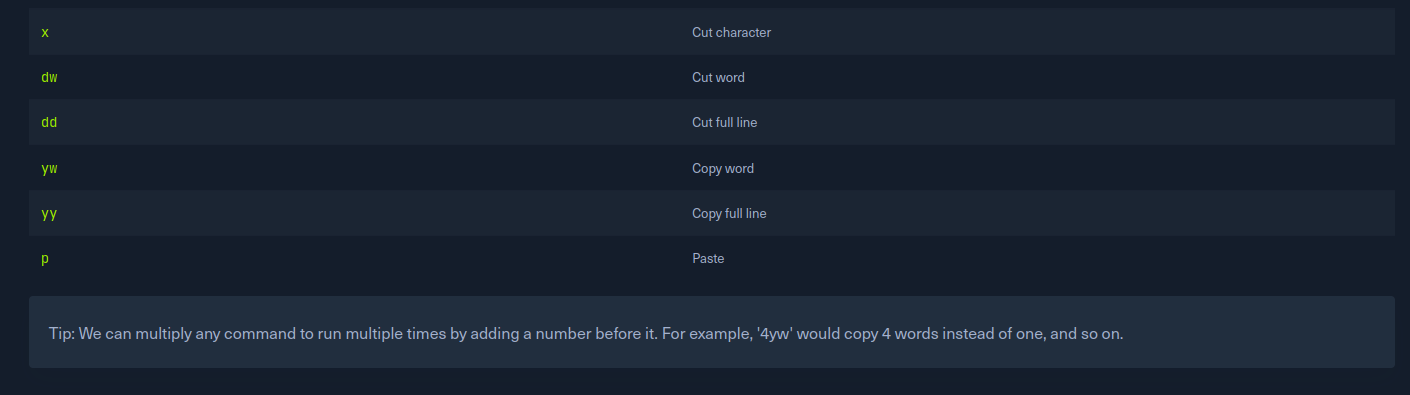 x Cut character
dw Cut word
dd Cut full line
yw Copy word
yy Copy full line
p Paste
Tip: We can multiply any command to run multiple times by adding a number before it. For example, '4yw' would copy 4 words instead of one, and so on.